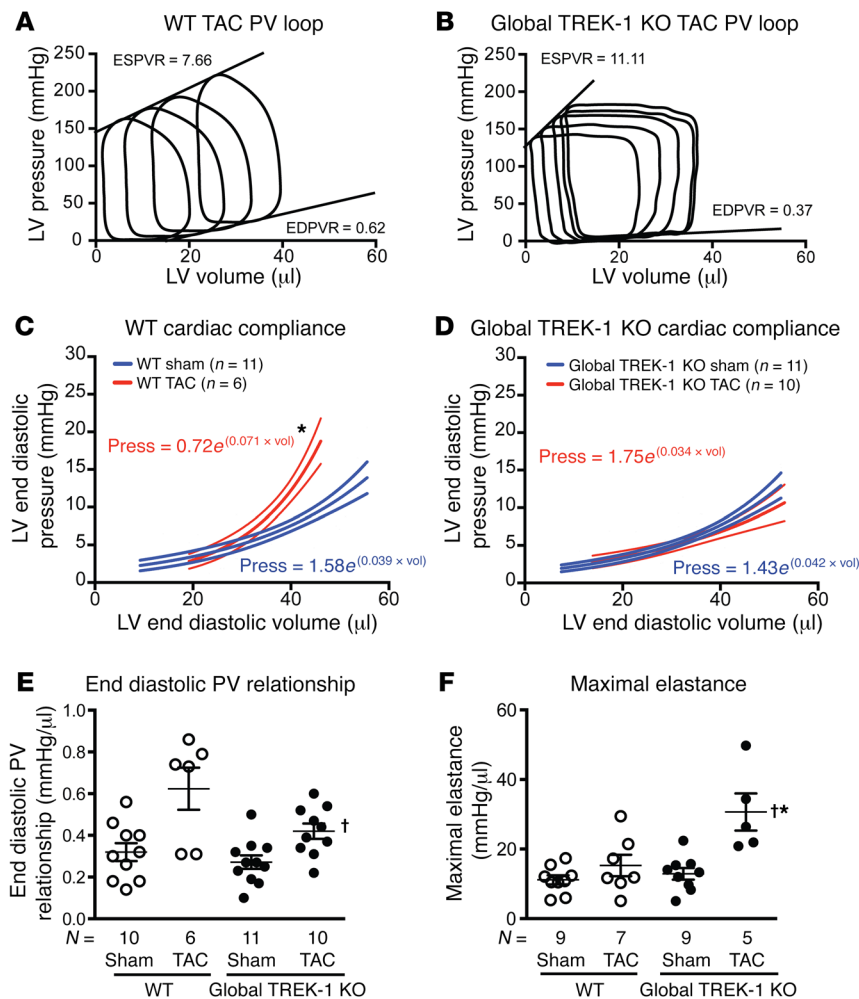 A WT TAC PV loop
LV pressure (mmHg)
250
200
150
100
50
0
ESPVR = 7.66
EDPVR = 0.62
0 20 40 60
LV volume (μl)
B Global TREK-1 KO TAC PV loop
LV pressure (mmHg)
250
200
150
100
50
0
ESPVR = 11.11
EDPVR = 0.37
0 20 40 60
LV volume (μl)
C WT cardiac compliance
LV end diastolic
pressure (mmHg)
30
25
20
15
10
5
0
WT sham (n = 11)
WT TAC (n = 6)
*
Press = 0.72e(0.071 × vol)
Press = 1.58e(0.039 × vol)
0 20 40 60
LV end diastolic volume (μl)
D Global TREK-1 KO cardiac compliance
LV end diastolic
pressure (mmHg)
30
25
20
15
10
5
0
Global TREK-1 KO sham (n = 11)
Global TREK-1 KO TAC (n = 10)
Press = 1.75e(0.034 × vol)
Press = 1.43e(0.042 × vol)
0 20 40 60
LV end diastolic volume (μl)
E End diastolic PV relationship
End diastolic PV
relationship (mmHg/μl)
1.0
0.8
0.6
0.4
0.2
0.0
†
N = 10 6 11 10
Sham TAC Sham TAC
WT Global TREK-1 KO
F Maximal elastance
Maximal elastance
(mmHg/μl)
60
40
20
0
†*
N = 9 7 9 5
Sham TAC Sham TAC
WT Global TREK-1 KO